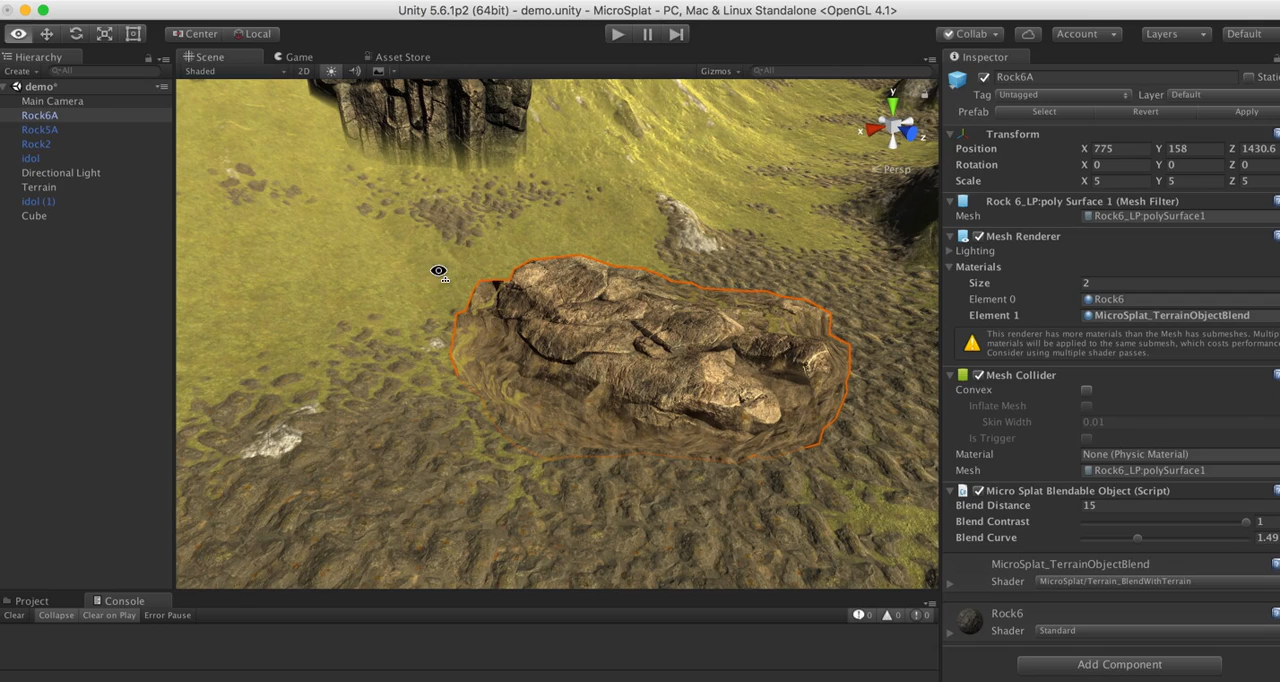 Unity 5.6.1p2 (64bit) - demo.unity - MicroSplat - PC, Mac & Linux Standalone <OpenGL 4.1>
Center Local Collab Account Layers Default
Hierarchy
Create All
demo*
Main Camera
Rock6A
Rock5A
Rock2
idol
Directional Light
Terrain
idol (1)
Cube
Scene Game Asset Store
Shaded 2D Gizmos All
y
x z
Persp
Project Console
Clear Collapse Clear on Play Error Pause 0 0 0
Inspector
Rock6A Stati
Tag Untagged Layer Default
Prefab Select Revert Apply
Transform
Position X 775 Y 158 Z 1430.6
Rotation X 0 Y 0 Z 0
Scale X 5 Y 5 Z 5
Rock 6_LP:poly Surface 1 (Mesh Filter)
Mesh Rock6_LP:polySurface1
Mesh Renderer
Lighting
Materials
Size 2
Element 0 Rock6
Element 1 MicroSplat_TerrainObjectBlend
This renderer has more materials than the Mesh has submeshes. Multip
materials will be applied to the same submesh, which costs performanc
Consider using multiple shader passes.
Mesh Collider
Convex
Inflate Mesh
Skin Width 0.01
Is Trigger
Material None (Physic Material)
Mesh Rock6_LP:polySurface1
Micro Splat Blendable Object (Script)
Blend Distance 15
Blend Contrast 1
Blend Curve 1.49
MicroSplat_TerrainObjectBlend
Shader MicroSplat/Terrain_BlendWithTerrain
Rock6
Shader Standard
Add Component